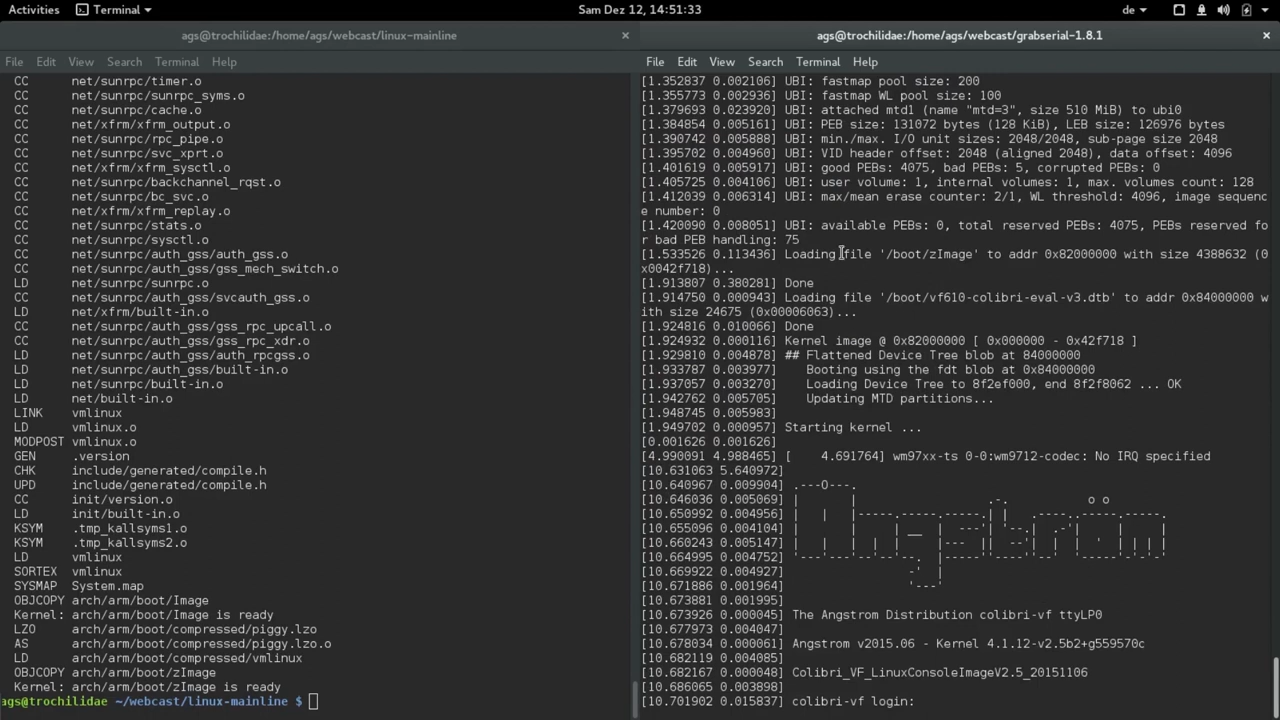 Activities Terminal Sam Dez 12, 14:51:33 de
ags@trochilidae:/home/ags/webcast/linux-mainline
File Edit View Search Terminal Help
CC net/sunrpc/timer.o
CC net/sunrpc/sunrpc_syms.o
CC net/sunrpc/cache.o
CC net/xfrm/xfrm_output.o
CC net/sunrpc/rpc_pipe.o
CC net/sunrpc/svc_xprt.o
CC net/xfrm/xfrm_sysctl.o
CC net/sunrpc/backchannel_rqst.o
CC net/sunrpc/bc_svc.o
CC net/xfrm/xfrm_replay.o
CC net/sunrpc/stats.o
CC net/sunrpc/sysctl.o
CC net/sunrpc/auth_gss/auth_gss.o
CC net/sunrpc/auth_gss/gss_mech_switch.o
LD net/sunrpc/sunrpc.o
CC net/sunrpc/auth_gss/svcauth_gss.o
LD net/xfrm/built-in.o
CC net/sunrpc/auth_gss/gss_rpc_upcall.o
CC net/sunrpc/auth_gss/gss_rpc_xdr.o
LD net/sunrpc/auth_gss/auth_rpcgss.o
LD net/sunrpc/auth_gss/built-in.o
LD net/sunrpc/built-in.o
LD net/built-in.o
LINK vmlinux
LD vmlinux.o
MODPOST vmlinux.o
GEN .version
CHK include/generated/compile.h
UPD include/generated/compile.h
CC init/version.o
LD init/built-in.o
KSYM .tmp_kallsyms1.o
KSYM .tmp_kallsyms2.o
LD vmlinux
SORTEX vmlinux
SYSMAP System.map
OBJCOPY arch/arm/boot/Image
Kernel: arch/arm/boot/Image is ready
LZO arch/arm/boot/compressed/piggy.lzo
AS arch/arm/boot/compressed/piggy.lzo.o
LD arch/arm/boot/compressed/vmlinux
OBJCOPY arch/arm/boot/zImage
Kernel: arch/arm/boot/zImage is ready
ags@trochilidae ~/webcast/linux-mainline $
ags@trochilidae:/home/ags/webcast/grabserial-1.8.1
File Edit View Search Terminal Help
[1.352837 0.002106] UBI: fastmap pool size: 200
[1.355773 0.002936] UBI: fastmap WL pool size: 100
[1.379693 0.023920] UBI: attached mtd1 (name "mtd=3", size 510 MiB) to ubi0
[1.384854 0.005161] UBI: PEB size: 131072 bytes (128 KiB), LEB size: 126976 bytes
[1.390742 0.005888] UBI: min./max. I/O unit sizes: 2048/2048, sub-page size 2048
[1.395702 0.004960] UBI: VID header offset: 2048 (aligned 2048), data offset: 4096
[1.401619 0.005917] UBI: good PEBs: 4075, bad PEBs: 5, corrupted PEBs: 0
[1.405725 0.004106] UBI: user volume: 1, internal volumes: 1, max. volumes count: 128
[1.412039 0.006314] UBI: max/mean erase counter: 2/1, WL threshold: 4096, image sequenc
e number: 0
[1.420090 0.008051] UBI: available PEBs: 0, total reserved PEBs: 4075, PEBs reserved fo
r bad PEB handling: 75
[1.533526 0.113436] Loading file '/boot/zImage' to addr 0x82000000 with size 4388632 (0
x0042f718)...
[1.913807 0.380281] Done
[1.914750 0.000943] Loading file '/boot/vf610-colibri-eval-v3.dtb' to addr 0x84000000 w
ith size 24675 (0x00006063)...
[1.924816 0.010066] Done
[1.924932 0.000116] Kernel image @ 0x82000000 [ 0x000000 - 0x42f718 ]
[1.929810 0.004878] ## Flattened Device Tree blob at 84000000
[1.933787 0.003977] Booting using the fdt blob at 0x84000000
[1.937057 0.003270] Loading Device Tree to 8f2ef000, end 8f2f8062 ... OK
[1.942762 0.005705] Updating MTD partitions...
[1.948745 0.005983]
[1.949702 0.000957] Starting kernel ...
[0.001626 0.001626]
[4.990091 4.988465] [ 4.691764] wm97xx-ts 0-0:wm9712-codec: No IRQ specified
[10.631063 5.640972]
[10.640967 0.009904] .---O---.
[10.646036 0.005069] | | .-. o o
[10.650992 0.004956] | | |-----.-----.-----.| | .----..-----.-----.
[10.655096 0.004104] | | | __ | ---'| '--.| .-'| | |
[10.660243 0.005147] | | | | | |--- || --'| | | ' | | | |
[10.664995 0.004752] '---'---'--'--. |-----''----''--' '-----'-'-'-'
[10.669922 0.004927] -' |
[10.671886 0.001964] '---'
[10.673881 0.001995]
[10.673926 0.000045] The Angstrom Distribution colibri-vf ttyLP0
[10.677973 0.004047]
[10.678034 0.000061] Angstrom v2015.06 - Kernel 4.1.12-v2.5b2+g559570c
[10.682119 0.004085]
[10.682167 0.000048] Colibri_VF_LinuxConsoleImageV2.5_20151106
[10.686065 0.003898]
[10.701902 0.015837] colibri-vf login: